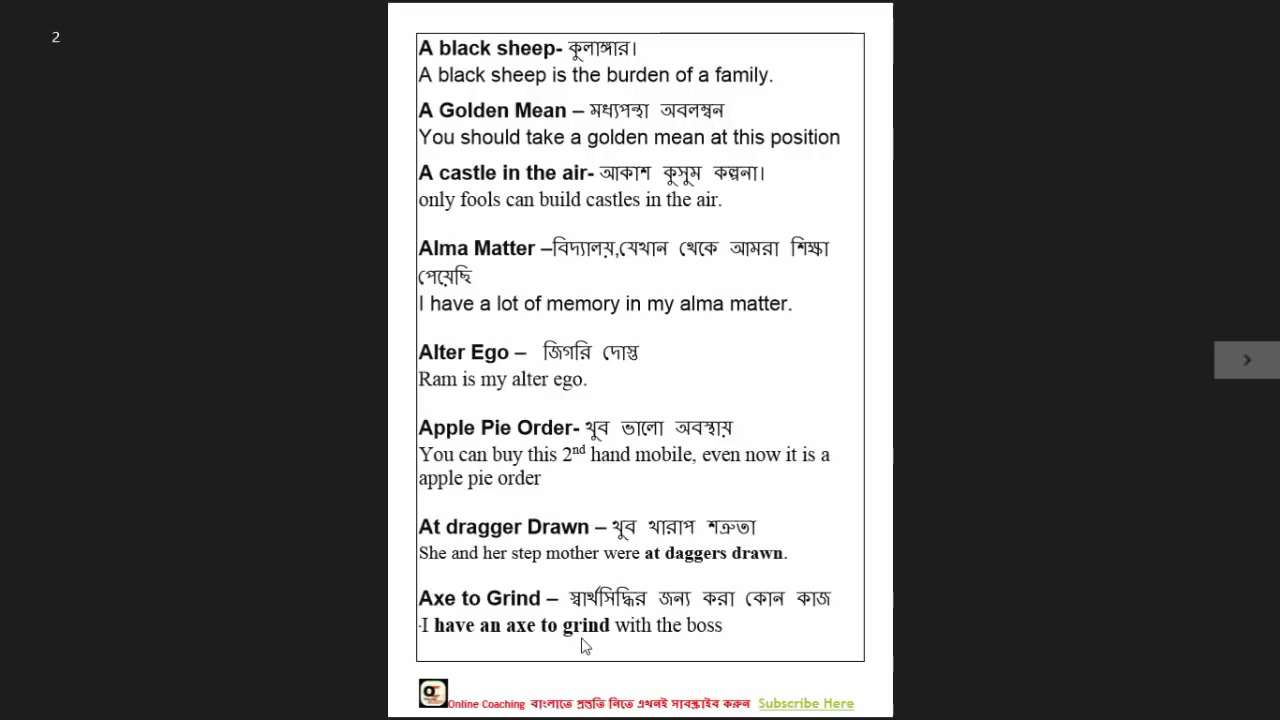 2
A black sheep- কুলাঙ্গার।
A black sheep is the burden of a family.
A Golden Mean – মধ্যপন্থা অবলম্বন
You should take a golden mean at this position
A castle in the air- আকাশ কুসুম কল্পনা।
only fools can build castles in the air.
Alma Matter –বিদ্যালয়,যেখান থেকে আমরা শিক্ষা
পেয়েছি
I have a lot of memory in my alma matter.
Alter Ego – জিগরি দোস্ত
Ram is my alter ego.
Apple Pie Order- খুব ভালো অবস্থায়
You can buy this 2nd hand mobile, even now it is a
apple pie order
At dragger Drawn – খুব খারাপ শত্রুতা
She and her step mother were at daggers drawn.
Axe to Grind – স্বার্থসিদ্ধির জন্য করা কোন কাজ
·I have an axe to grind with the boss
Online Coaching বাংলাতে প্রস্তুতি নিতে এখনই সাবস্ক্রাইব করুন Subscribe Here